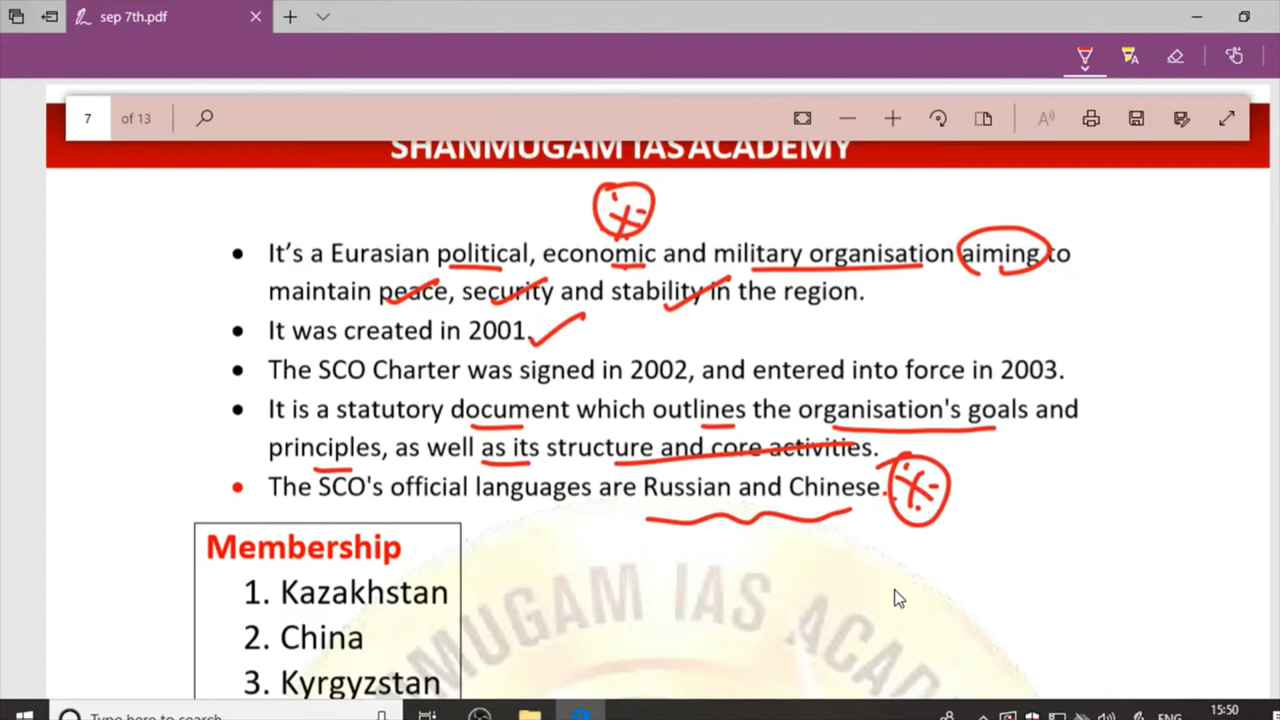 sep 7th.pdf
7 of 13
SHANMUGAM IAS ACADEMY
• It's a Eurasian political, economic and military organisation aiming to
maintain peace, security and stability in the region.
• It was created in 2001.
• The SCO Charter was signed in 2002, and entered into force in 2003.
• It is a statutory document which outlines the organisation's goals and
principles, as well as its structure and core activities.
• The SCO's official languages are Russian and Chinese.
Membership
1. Kazakhstan
2. China
3. Kyrgyzstan
MUGAM IAS ACAD
Type here to search
ENG
15:50